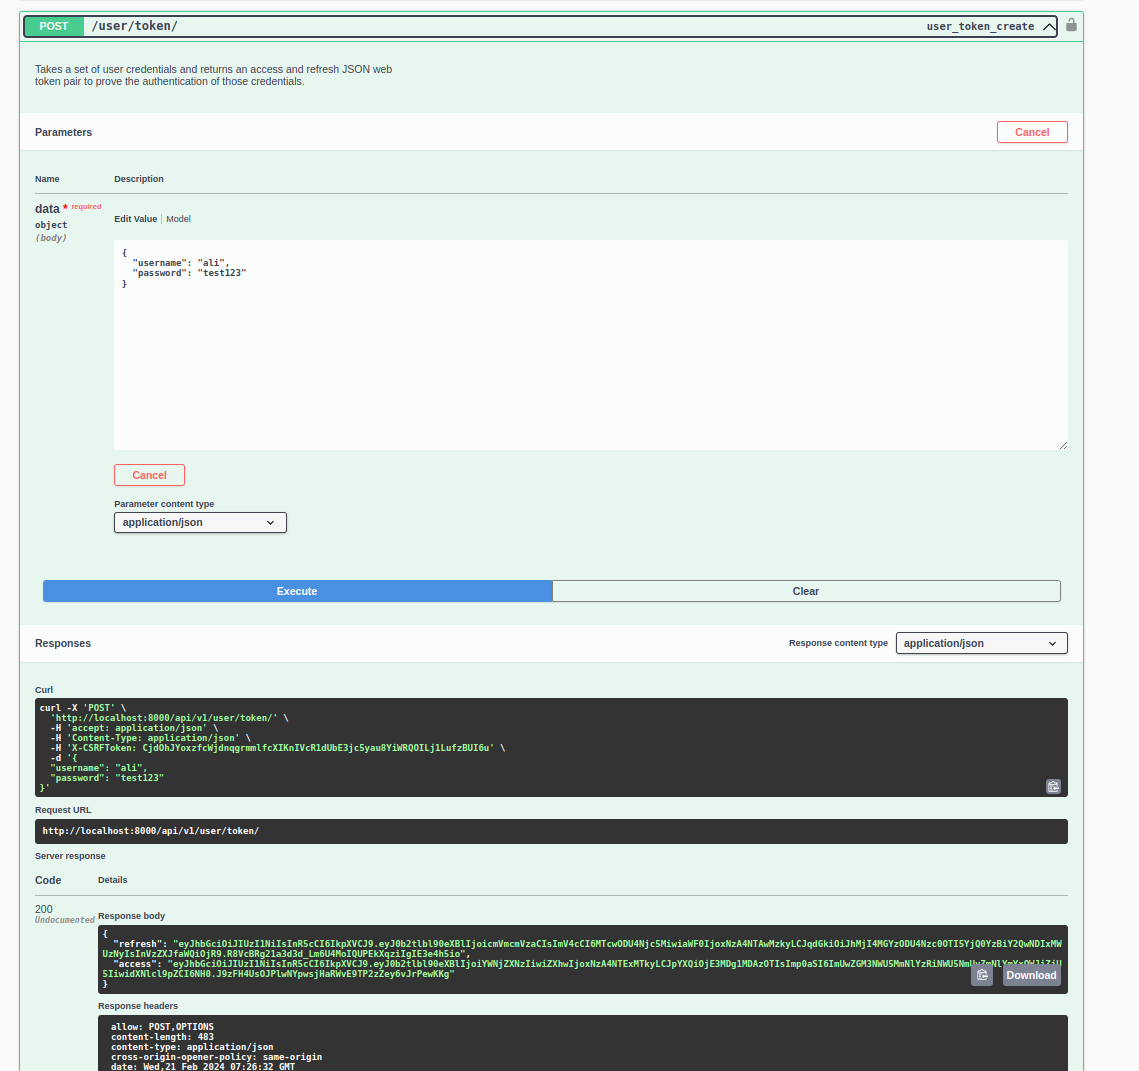 POST /user/token/ user_token_create
Takes a set of user credentials and returns an access and refresh JSON web
token pair to prove the authentication of those credentials.
Parameters Cancel
Name Description
data * required
object
(body)
Edit Value | Model
{
"username": "ali",
"password": "test123"
}
Cancel
Parameter content type
application/json
Execute Clear
Responses Response content type application/json
Curl
curl -X 'POST' \
'http://localhost:8000/api/v1/user/token/' \
-H 'accept: application/json' \
-H 'Content-Type: application/json' \
-H 'X-CSRFToken: CjdOhJYoxzfcWjdnqgrmmlfcXIKnIVcR1dUbE3jc5yau8YiWRQOILj1LufzBUI6u' \
-d '{
"username": "ali",
"password": "test123"
}'
Request URL
http://localhost:8000/api/v1/user/token/
Server response
Code Details
200
Undocumented
Response body
{
"refresh":
"access":
}
Download
Response headers
allow: POST,OPTIONS
content-length: 483
content-type: application/json
cross-origin-opener-policy: same-origin
date: Wed,21 Feb 2024 07:26:32 GMT